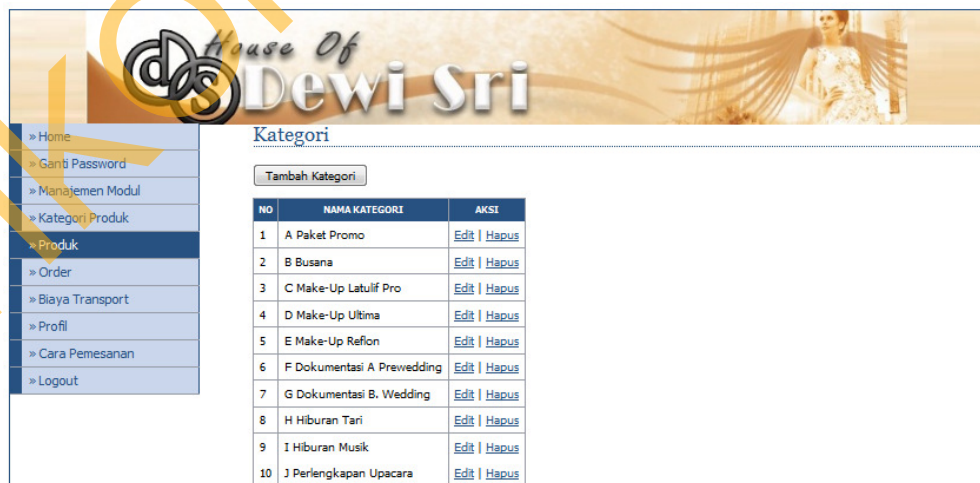 House Of
dds Dewi Sri
» Home
» Ganti Password
» Manajemen Modul
» Kategori Produk
» Produk
» Order
» Biaya Transport
» Profil
» Cara Pemesanan
» Logout
Kategori
Tambah Kategori
NO NAMA KATEGORI AKSI
1 A Paket Promo Edit | Hapus
2 B Busana Edit | Hapus
3 C Make-Up Latulif Pro Edit | Hapus
4 D Make-Up Ultima Edit | Hapus
5 E Make-Up Reflon Edit | Hapus
6 F Dokumentasi A Prewedding Edit | Hapus
7 G Dokumentasi B. Wedding Edit | Hapus
8 H Hiburan Tari Edit | Hapus
9 I Hiburan Musik Edit | Hapus
10 J Perlengkapan Upacara Edit | Hapus